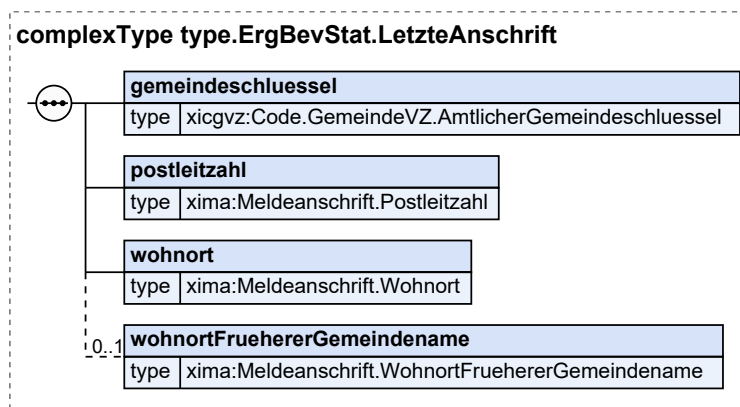 complexType type.ErgBevStat.LetzteAnschrift
gemeindeschluessel
type xicgvz:Code.GemeindeVZ.AmtlicherGemeindeschluessel
postleitzahl
type xima:Meldeanschrift.Postleitzahl
wohnort
type xima:Meldeanschrift.Wohnort
0..1
wohnortFruehererGemeindename
type xima:Meldeanschrift.WohnortFruehererGemeindename